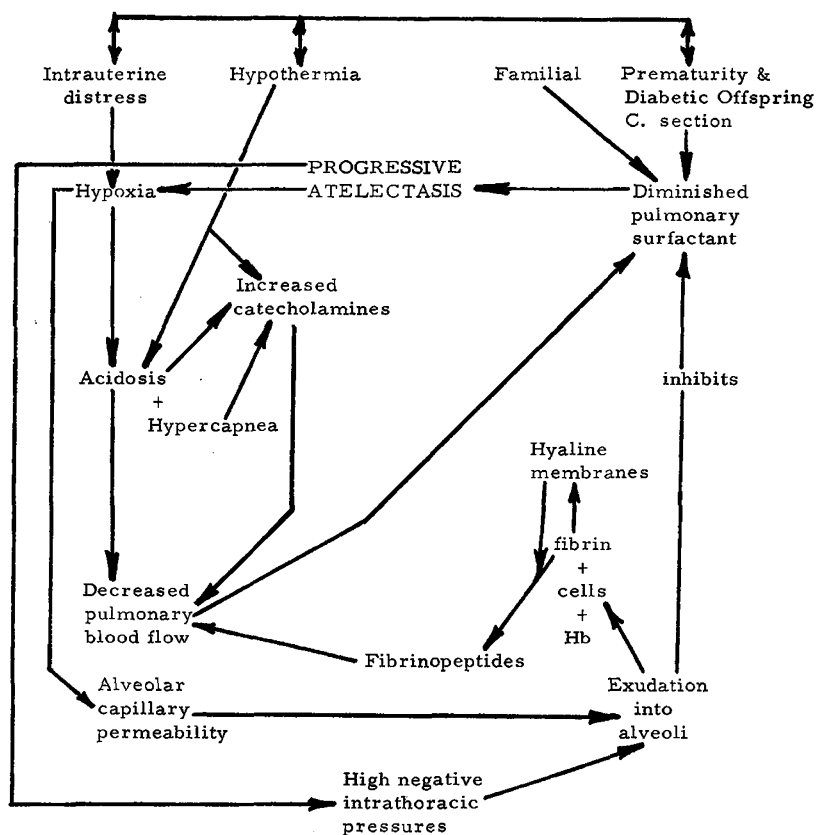 Intrauterine
distress
Hypothermia
Familial
Prematurity &
Diabetic Offspring
C. section
PROGRESSIVE
ATELECTASIS
Hypoxia
Diminished
pulmonary
surfactant
Increased
catecholamines
Acidosis
+
Hypercapnea
inhibits
Hyaline
membranes
fibrin
+
cells
+
Hb
Decreased
pulmonary
blood flow
Fibrinopeptides
Alveolar
capillary
permeability
Exudation
into
alveoli
High negative
intrathoracic
pressures